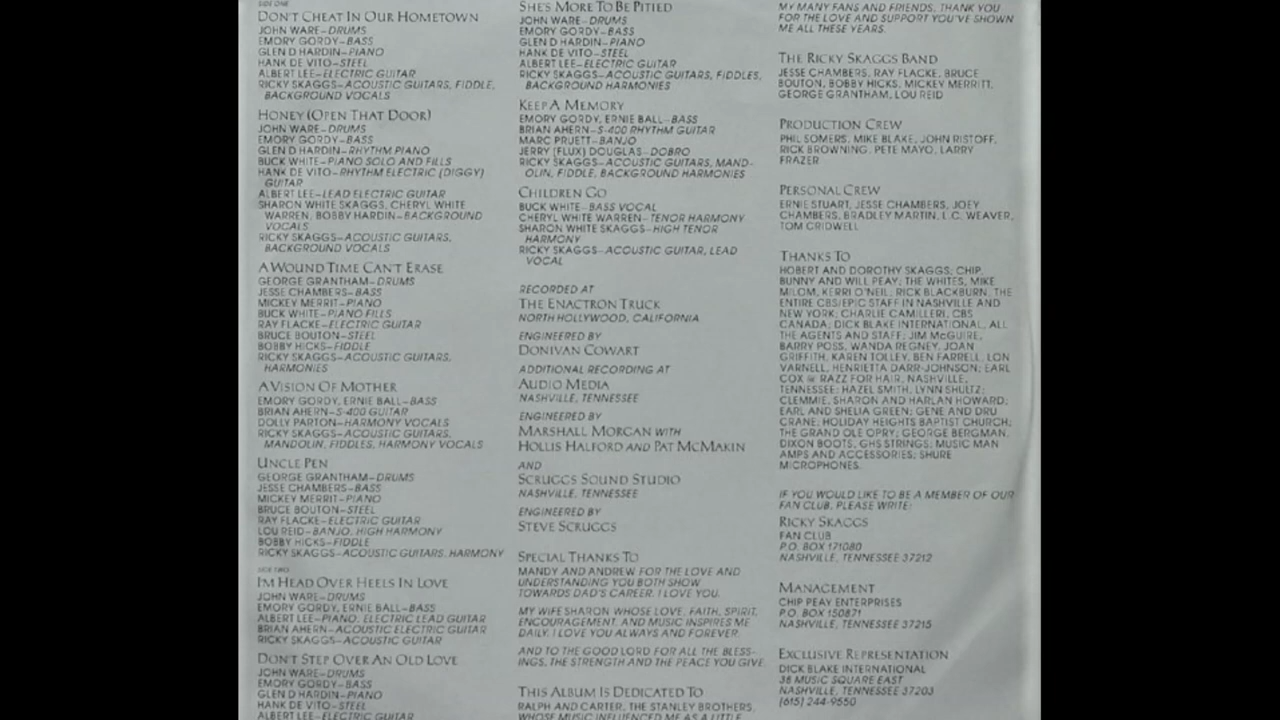 SIDE ONE
DON'T CHEAT IN OUR HOMETOWN
JOHN WARE–DRUMS
EMORY GORDY–BASS
GLEN D HARDIN–PIANO
HANK DE VITO–STEEL
ALBERT LEE–ELECTRIC GUITAR
RICKY SKAGGS–ACOUSTIC GUITARS, FIDDLE,
BACKGROUND VOCALS
HONEY (OPEN THAT DOOR)
JOHN WARE–DRUMS
EMORY GORDY–BASS
GLEN D HARDIN–RHYTHM PIANO
BUCK WHITE–PIANO SOLO AND FILLS
HANK DE VITO–RHYTHM ELECTRIC (DIGGY)
GUITAR
ALBERT LEE–LEAD ELECTRIC GUITAR
SHARON WHITE SKAGGS, CHERYL WHITE
WARREN, BOBBY HARDIN–BACKGROUND
VOCALS
RICKY SKAGGS–ACOUSTIC GUITARS,
BACKGROUND VOCALS
A WOUND TIME CAN'T ERASE
GEORGE GRANTHAM–DRUMS
JESSE CHAMBERS–BASS
MICKEY MERRIT–PIANO
BUCK WHITE–PIANO FILLS
RAY FLACKE–ELECTRIC GUITAR
BRUCE BOUTON–STEEL
BOBBY HICKS–FIDDLE
RICKY SKAGGS–ACOUSTIC GUITARS,
HARMONIES
A VISION OF MOTHER
EMORY GORDY, ERNIE BALL–BASS
BRIAN AHERN–S-400 GUITAR
DOLLY PARTON–HARMONY VOCALS
RICKY SKAGGS–ACOUSTIC GUITARS,
MANDOLIN, FIDDLES, HARMONY VOCALS
UNCLE PEN
GEORGE GRANTHAM–DRUMS
JESSE CHAMBERS–BASS
MICKEY MERRIT–PIANO
BRUCE BOUTON–STEEL
RAY FLACKE–ELECTRIC GUITAR
LOU REID–BANJO, HIGH HARMONY
BOBBY HICKS–FIDDLE
RICKY SKAGGS–ACOUSTIC GUITARS, HARMONY
SIDE TWO
I'M HEAD OVER HEELS IN LOVE
JOHN WARE–DRUMS
EMORY GORDY, ERNIE BALL–BASS
ALBERT LEE–PIANO, ELECTRIC LEAD GUITAR
BRIAN AHERN–ACOUSTIC ELECTRIC GUITAR
RICKY SKAGGS–ACOUSTIC GUITAR
DON'T STEP OVER AN OLD LOVE
JOHN WARE–DRUMS
EMORY GORDY–BASS
GLEN D HARDIN–PIANO
HANK DE VITO–STEEL
ALBERT LEE–ELECTRIC GUITAR
SHE'S MORE TO BE PITIED
JOHN WARE–DRUMS
EMORY GORDY–BASS
GLEN D HARDIN–PIANO
HANK DE VITO–STEEL
ALBERT LEE–ELECTRIC GUITAR
RICKY SKAGGS–ACOUSTIC GUITARS, FIDDLES,
BACKGROUND HARMONIES
KEEP A MEMORY
EMORY GORDY, ERNIE BALL–BASS
BRIAN AHERN–S-400 RHYTHM GUITAR
MARC PRUETT–BANJO
JERRY (FLUX) DOUGLAS–DOBRO
RICKY SKAGGS–ACOUSTIC GUITARS, MAND-
OLIN, FIDDLE, BACKGROUND HARMONIES
CHILDREN GO
BUCK WHITE–BASS VOCAL
CHERYL WHITE WARREN–TENOR HARMONY
SHARON WHITE SKAGGS–HIGH TENOR
HARMONY
RICKY SKAGGS–ACOUSTIC GUITAR, LEAD
VOCAL
RECORDED AT
THE ENACTRON TRUCK
NORTH HOLLYWOOD, CALIFORNIA
ENGINEERED BY
DONIVAN COWART
ADDITIONAL RECORDING AT
AUDIO MEDIA
NASHVILLE, TENNESSEE
ENGINEERED BY
MARSHALL MORGAN WITH
HOLLIS HALFORD AND PAT MCMAKIN
AND
SCRUGGS SOUND STUDIO
NASHVILLE, TENNESSEE
ENGINEERED BY
STEVE SCRUGGS
SPECIAL THANKS TO
MANDY AND ANDREW FOR THE LOVE AND
UNDERSTANDING YOU BOTH SHOW
TOWARDS DAD'S CAREER. I LOVE YOU.
MY WIFE SHARON WHOSE LOVE, FAITH, SPIRIT,
ENCOURAGEMENT, AND MUSIC INSPIRES ME
DAILY. I LOVE YOU ALWAYS AND FOREVER.
AND TO THE GOOD LORD FOR ALL THE BLESS-
INGS, THE STRENGTH AND THE PEACE YOU GIVE.
THIS ALBUM IS DEDICATED TO
RALPH AND CARTER, THE STANLEY BROTHERS,
WHOSE MUSIC INFLUENCED ME AS A LITTLE
MY MANY FANS AND FRIENDS. THANK YOU
FOR THE LOVE AND SUPPORT YOU'VE SHOWN
ME ALL THESE YEARS.
THE RICKY SKAGGS BAND
JESSE CHAMBERS, RAY FLACKE, BRUCE
BOUTON, BOBBY HICKS, MICKEY MERRITT,
GEORGE GRANTHAM, LOU REID
PRODUCTION CREW
PHIL SOMERS, MIKE BLAKE, JOHN RISTOFF,
RICK BROWNING, PETE MAYO, LARRY
FRAZER
PERSONAL CREW
ERNIE STUART, JESSE CHAMBERS, JOEY
CHAMBERS, BRADLEY MARTIN, L.C. WEAVER,
TOM CRIDWELL
THANKS TO
HOBERT AND DOROTHY SKAGGS; CHIP,
BUNNY AND WILL PEAY; THE WHITES, MIKE
MILOM, KERRI O'NEIL, RICK BLACKBURN, THE
ENTIRE CBS/EPIC STAFF IN NASHVILLE AND
NEW YORK; CHARLIE CAMILLERI, CBS
CANADA; DICK BLAKE INTERNATIONAL, ALL
THE AGENTS AND STAFF; JIM MCGUIRE,
BARRY POSS, WANDA REGNEY, JOAN
GRIFFITH, KAREN TOLLEY, BEN FARRELL, LON
VARNELL, HENRIETTA DARR-JOHNSON; EARL
COX @ RAZZ FOR HAIR, NASHVILLE,
TENNESSEE; HAZEL SMITH, LYNN SHULTZ;
CLEMMIE, SHARON AND HARLAN HOWARD;
EARL AND SHELIA GREEN; GENE AND DRU
CRANE; HOLIDAY HEIGHTS BAPTIST CHURCH;
THE GRAND OLE OPRY; GEORGE BERGMAN,
DIXON BOOTS, GHS STRINGS; MUSIC MAN
AMPS AND ACCESSORIES; SHURE
MICROPHONES.
IF YOU WOULD LIKE TO BE A MEMBER OF OUR
FAN CLUB, PLEASE WRITE:
RICKY SKAGGS
FAN CLUB
P.O. BOX 171080
NASHVILLE, TENNESSEE 37212
MANAGEMENT
CHIP PEAY ENTERPRISES
P.O. BOX 150871
NASHVILLE, TENNESSEE 37215
EXCLUSIVE REPRESENTATION
DICK BLAKE INTERNATIONAL
38 MUSIC SQUARE EAST
NASHVILLE, TENNESSEE 37203
(615) 244-9550